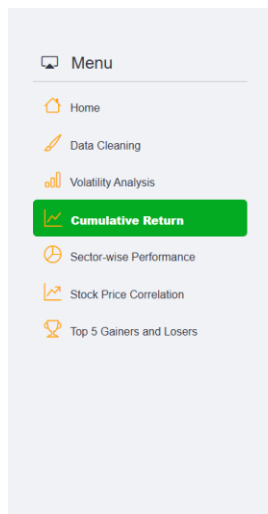 Menu
Home
Data Cleaning
Volatility Analysis
Cumulative Return
Sector-wise Performance
Stock Price Correlation
Top 5 Gainers and Losers